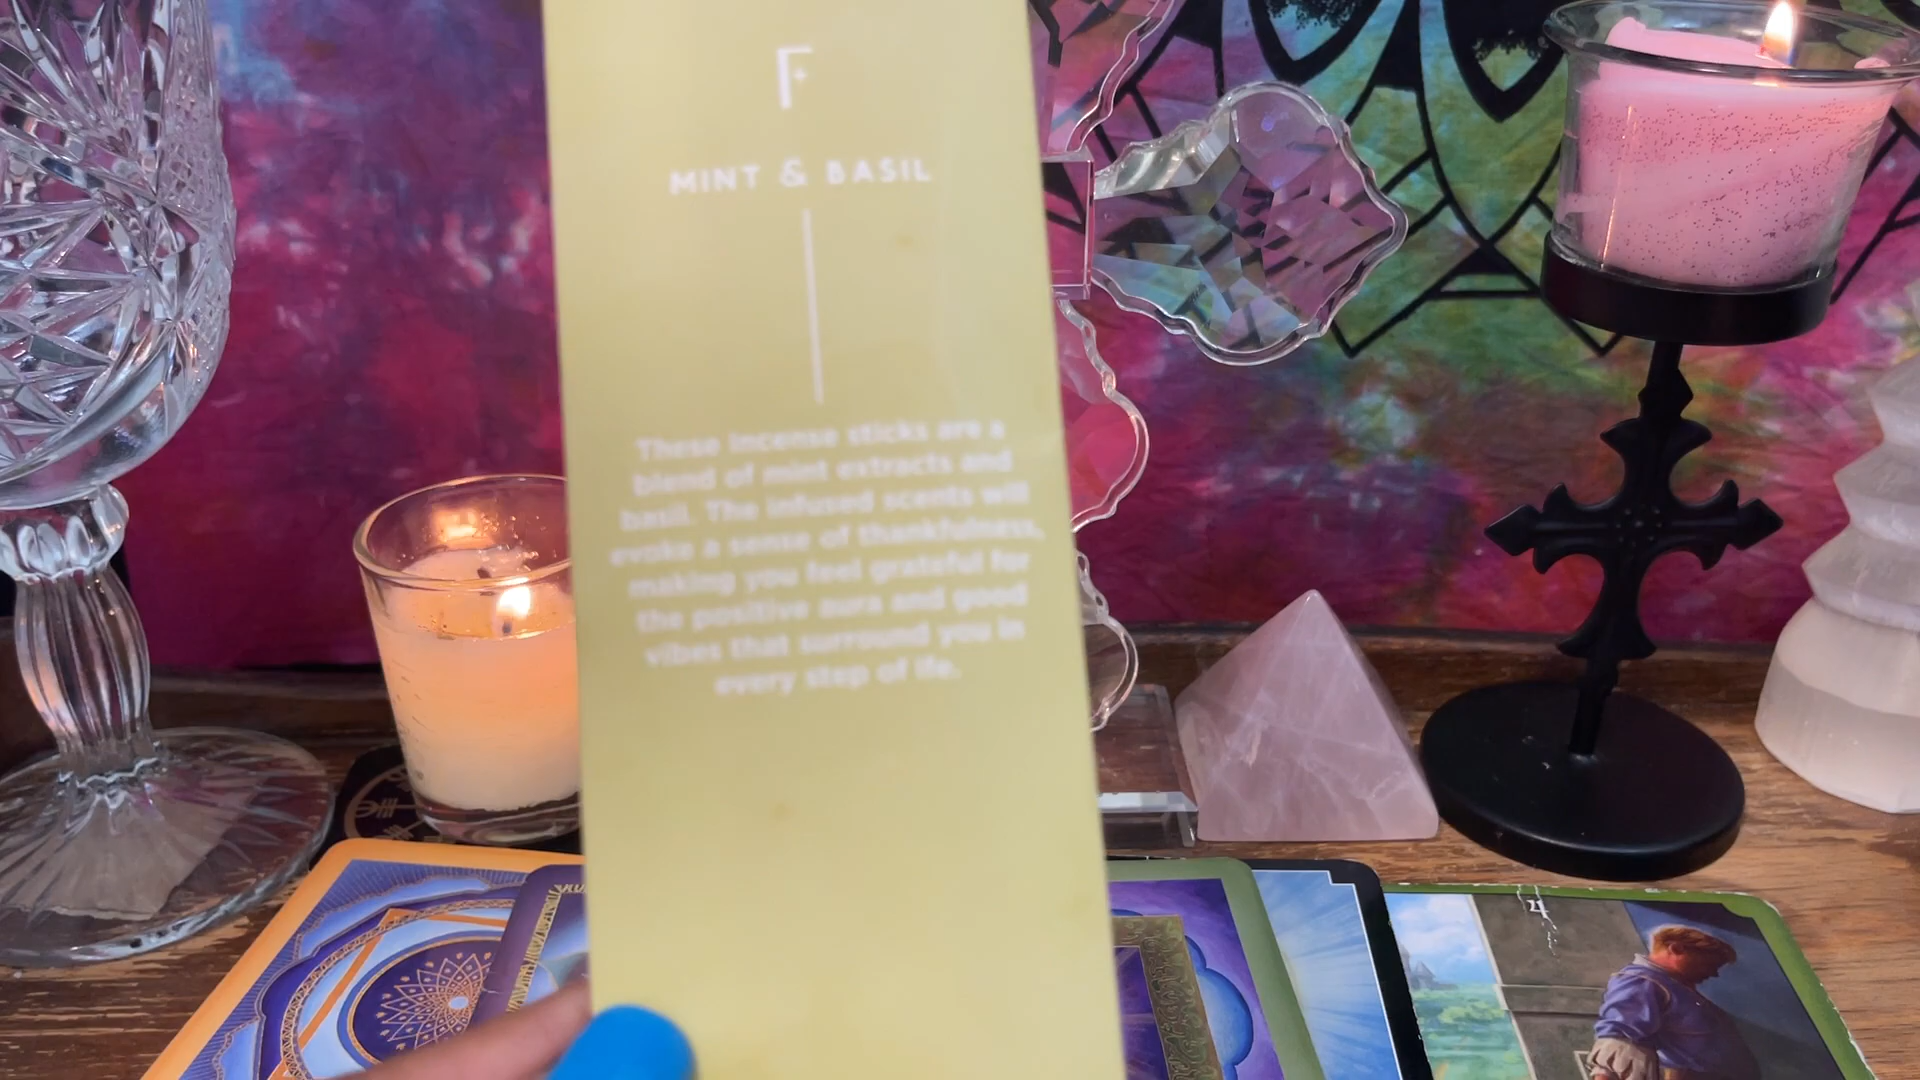 F
MINT & BASIL
These incense sticks are a
blend of mint extracts and
basil. The infused scents will
evoke a sense of thankfulness,
making you feel grateful for
the positive aura and good
vibes that surround you in
every step of life.
4